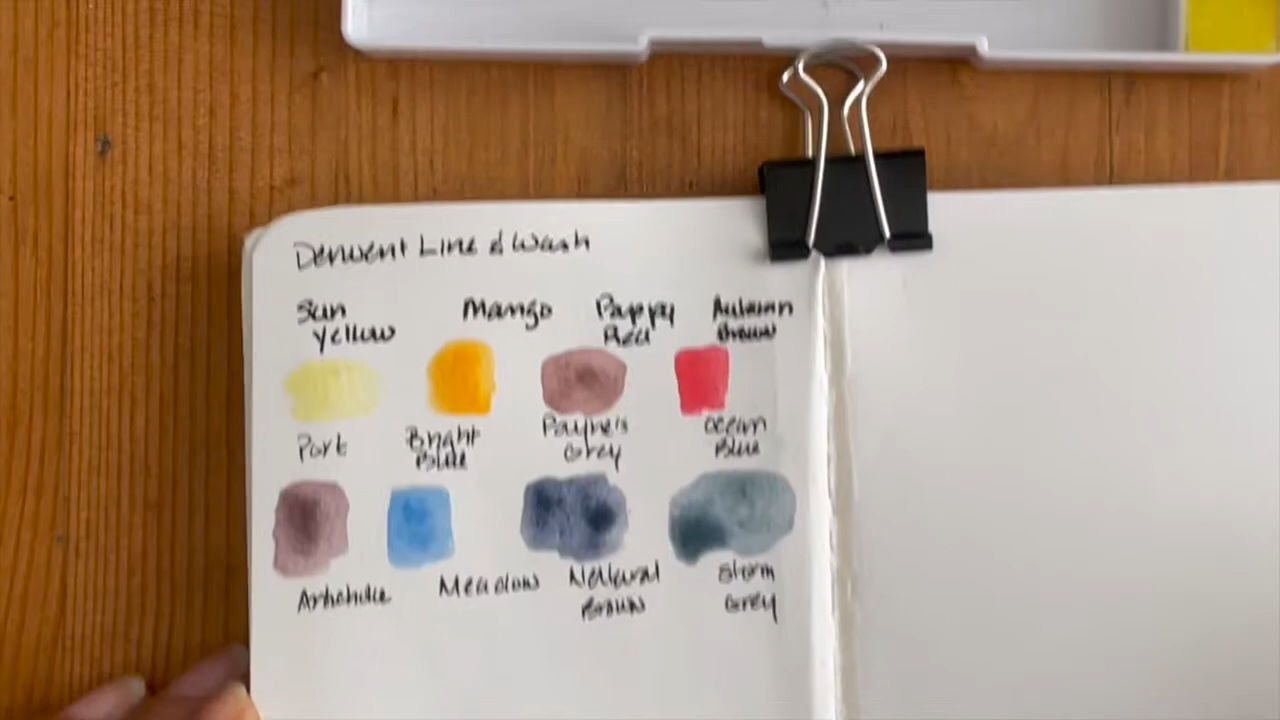 Derwent Line & Wash
Sun Yellow
Mango
Poppy Red
Autumn Brown
Port
Bright Blue
Payne's Grey
Ocean Blue
Artichoke
Meadow
Natural Brown
Storm Grey